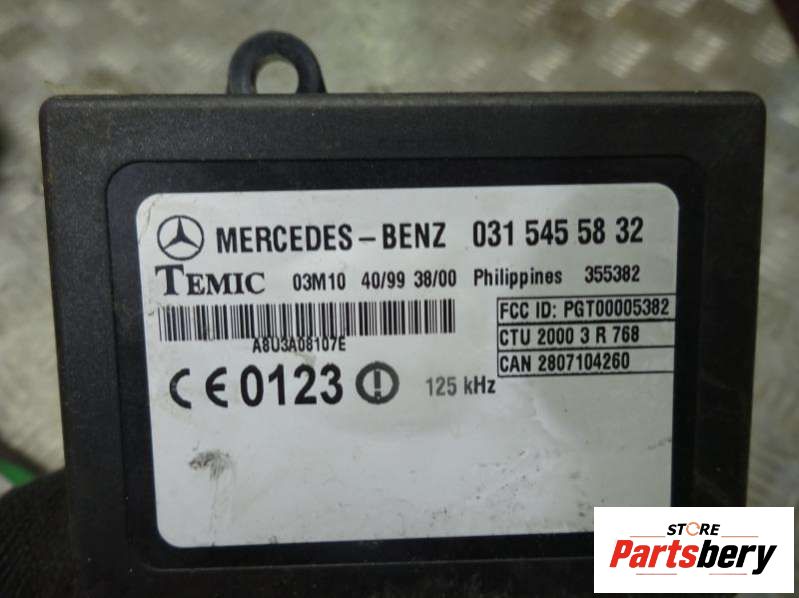 MERCEDES-BENZ 031 545 58 32
TEMIC 03M10 40/99 38/00 Philippines 355382
FCC ID: PGT00005382
A8U3A08107E
CTU 2000 3 R 768
CAN 2807104260
CE 0123 125 kHz
STORE
Partsbery